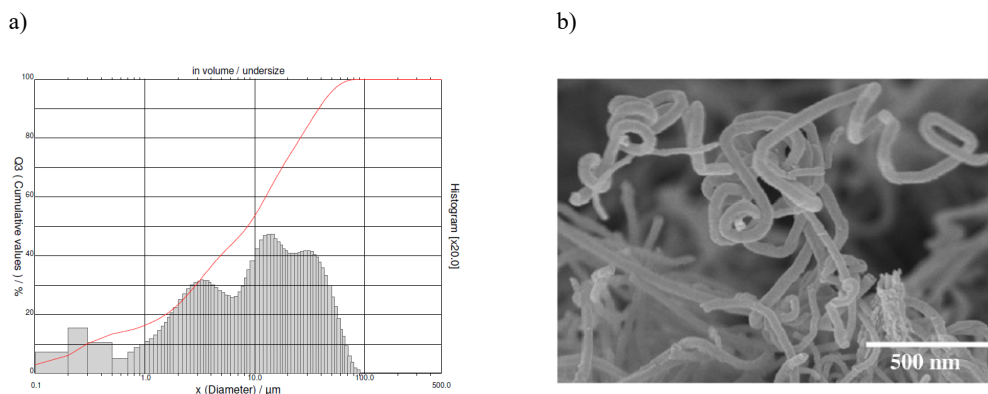 a)
b)
in volume / undersize
100
80
60
40
20
0
Q3 ( Cumulative values ) / %
Histogram [x20.0]
0.1
1.0
10.0
100.0
500.0
x (Diameter) / µm
500 nm